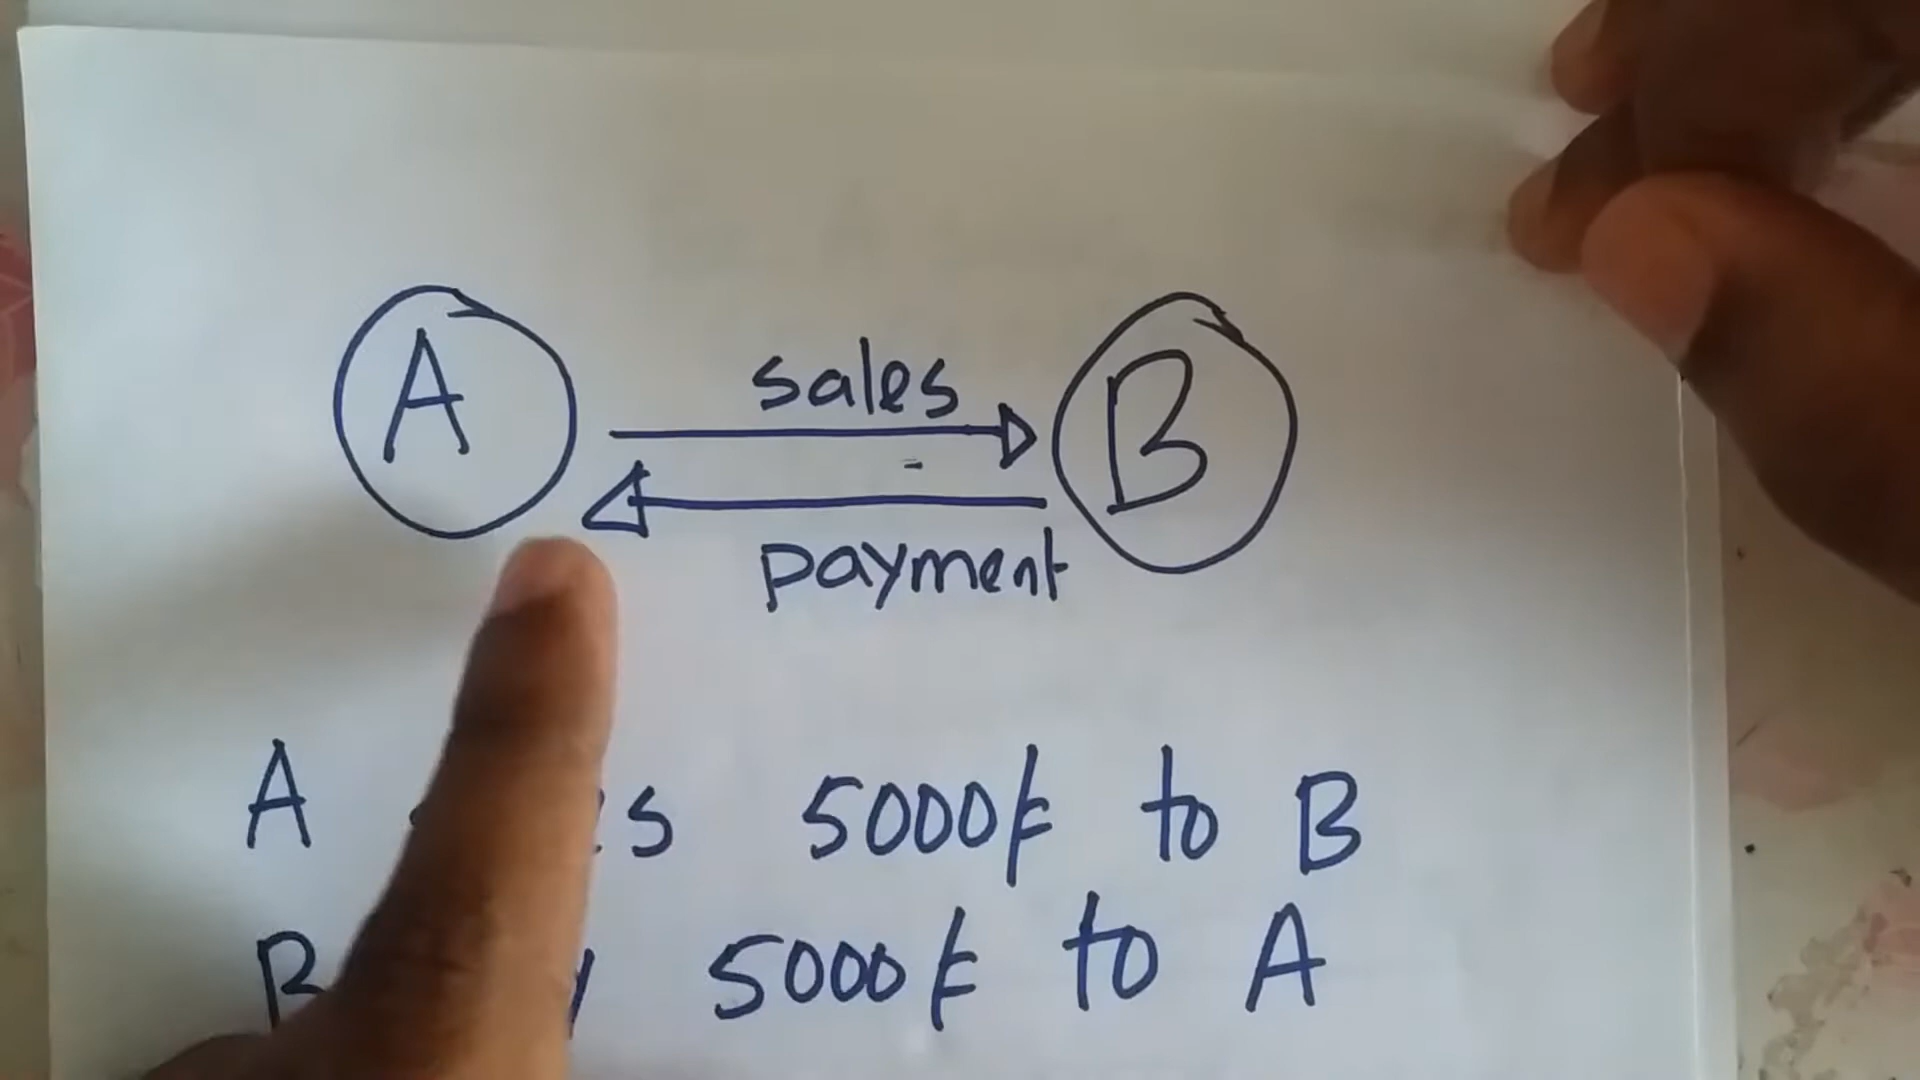 A
sales
B
payment
A 5000₭ to B
B 5000₭ to A